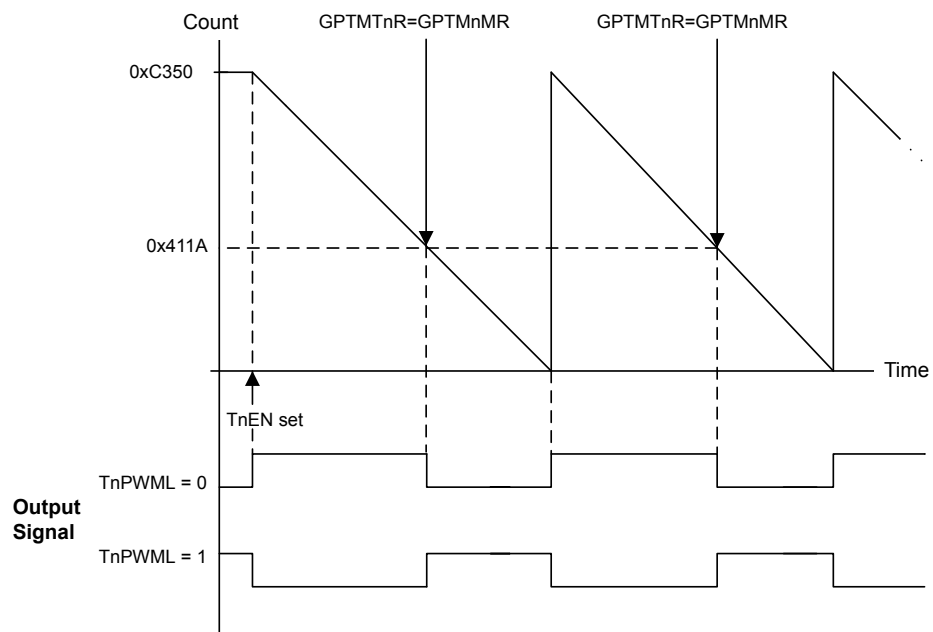 Count
GPTMTnR=GPTMnMR
GPTMTnR=GPTMnMR
0xC350
0x411A
Time
TnEN set
TnPWML = 0
Output
Signal
TnPWML = 1